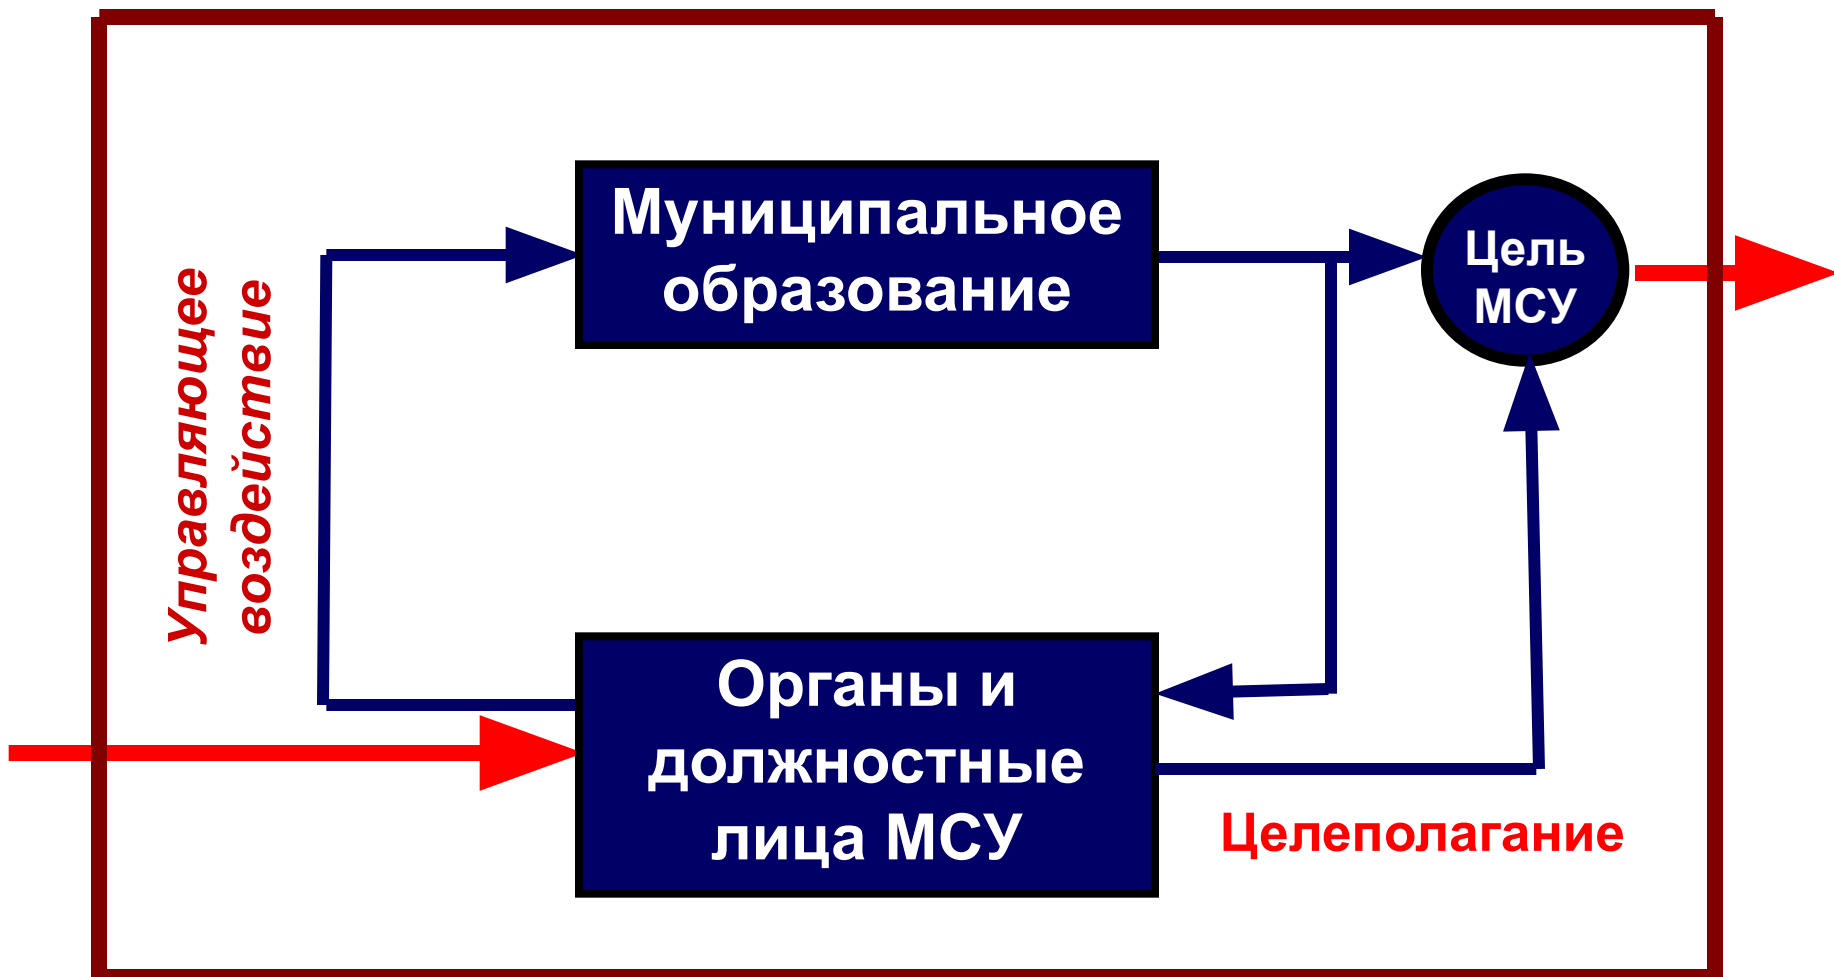 Управляющее
воздействие
Муниципальное
образование
Цель
МСУ
Органы и
должностные
лица МСУ
Целеполагание